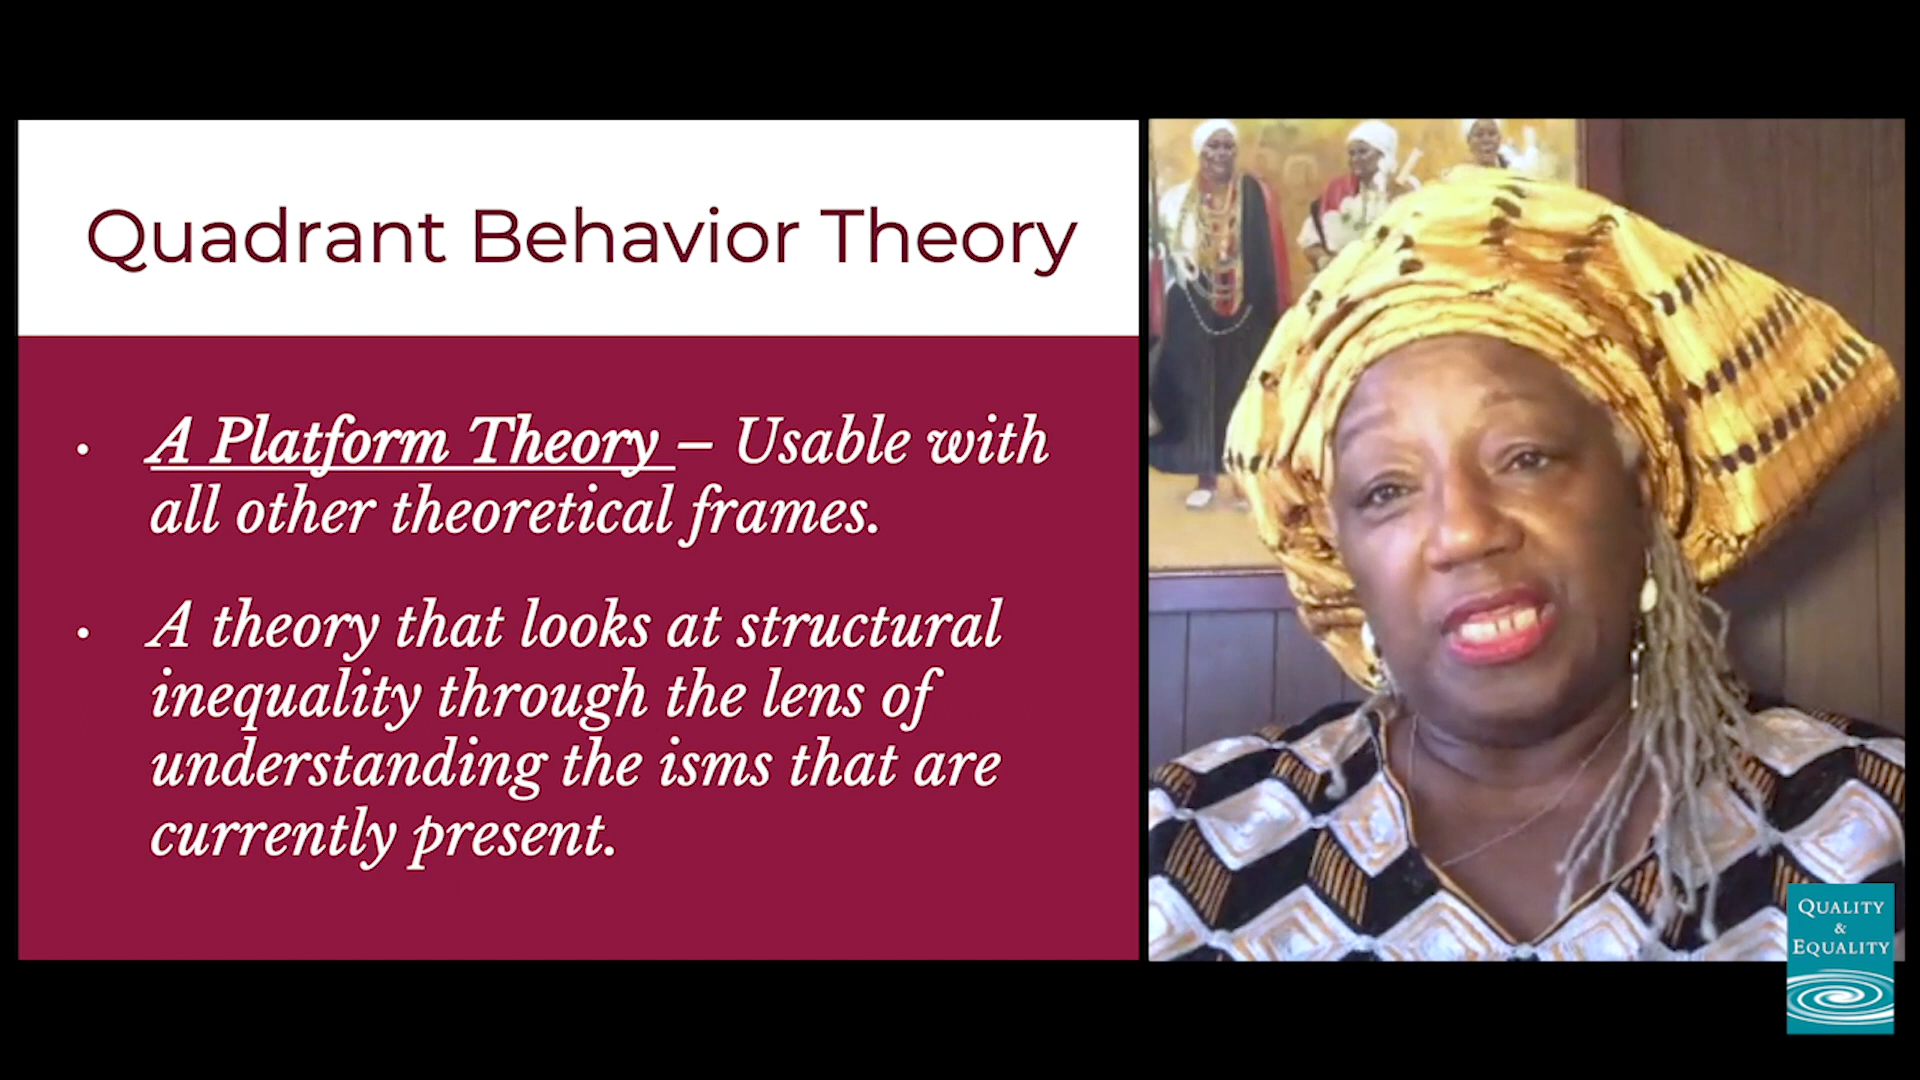 Quadrant Behavior Theory
• A Platform Theory – Usable with
all other theoretical frames.
• A theory that looks at structural
inequality through the lens of
understanding the isms that are
currently present.
QUALITY
&
EQUALITY